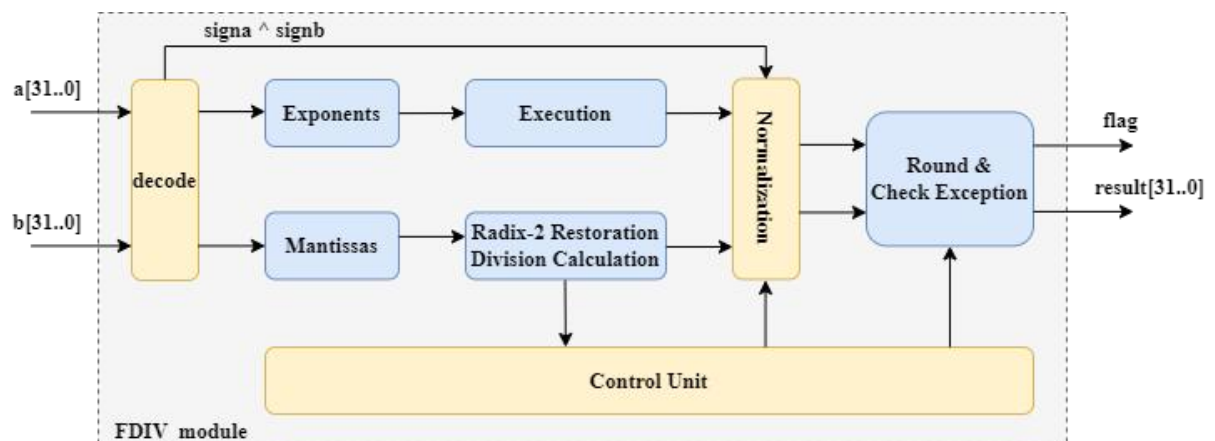 signa ^ signb
a[31..0]
Exponents
Execution
flag
Normalization
Round &
Check Exception
decode
result[31..0]
b[31..0]
Mantissas
Radix-2 Restoration
Division Calculation
Control Unit
FDIV module